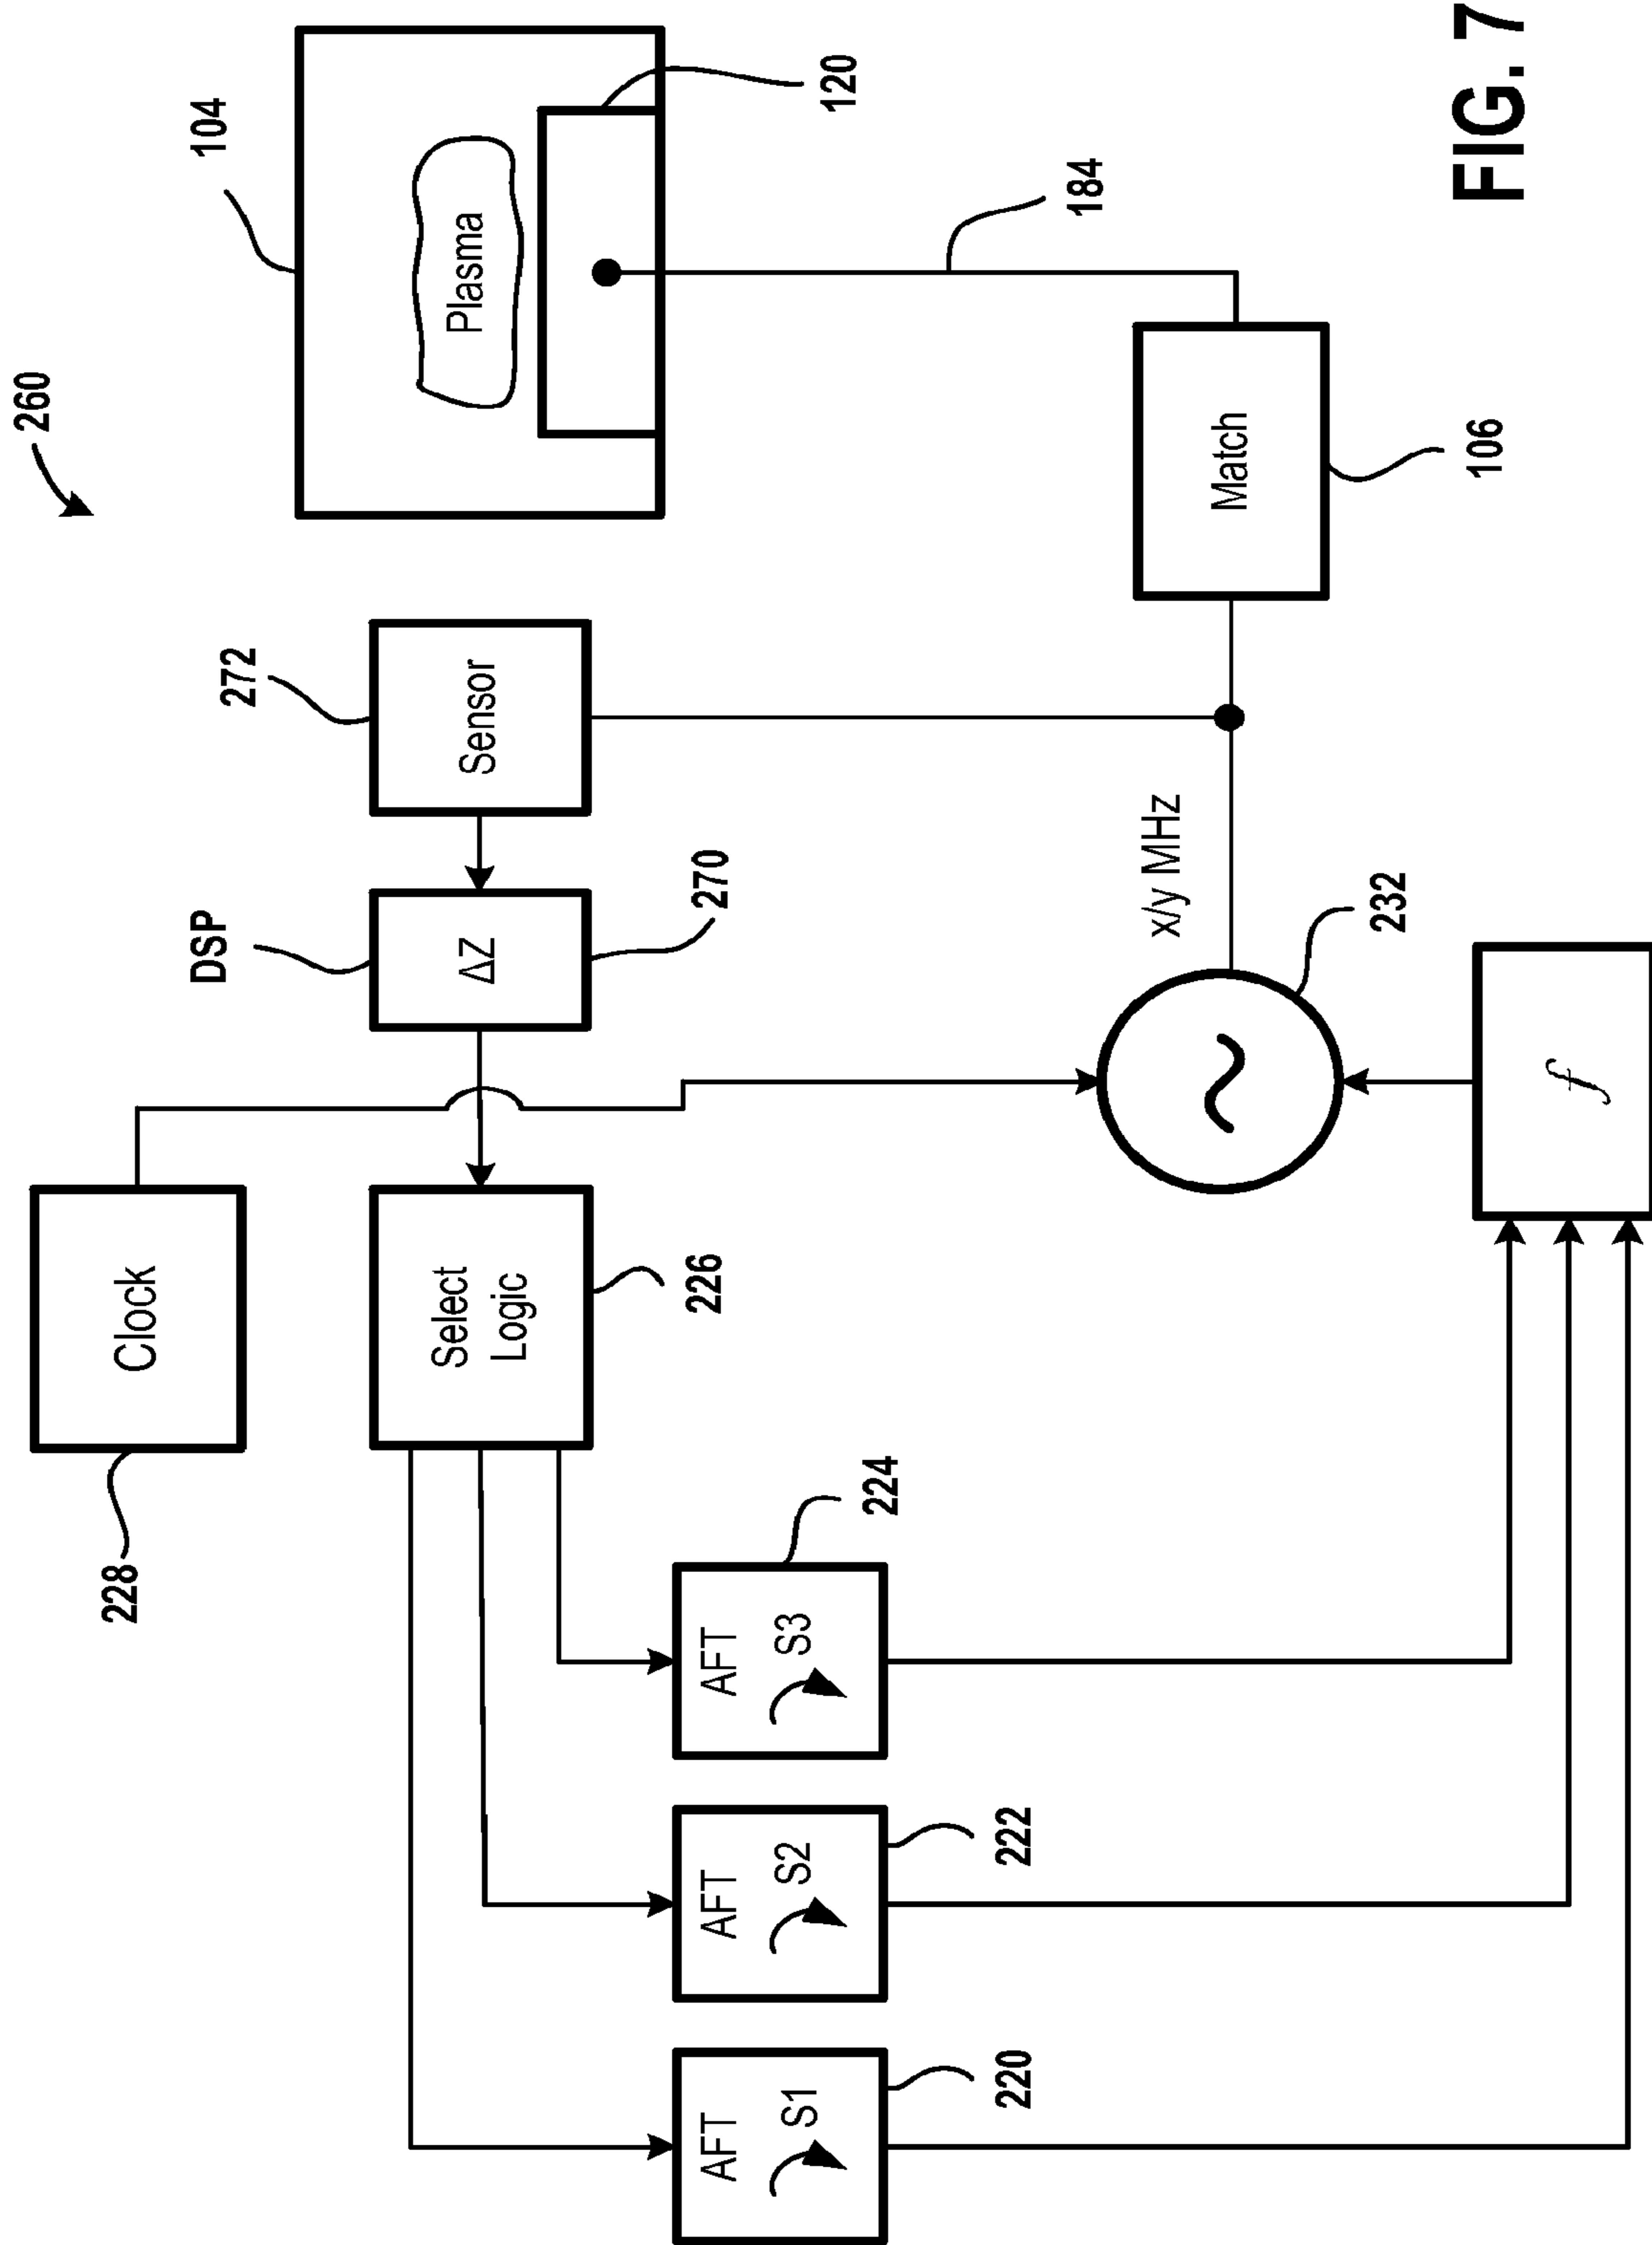 260
104
Plasma
120
184
272
Sensor
DSP
ΔZ
270
Clock
228
Select
Logic
226
AFT
S1
220
AFT
S2
222
AFT
S3
224
x/y MHz
~
232
f
Match
106
FIG. 7